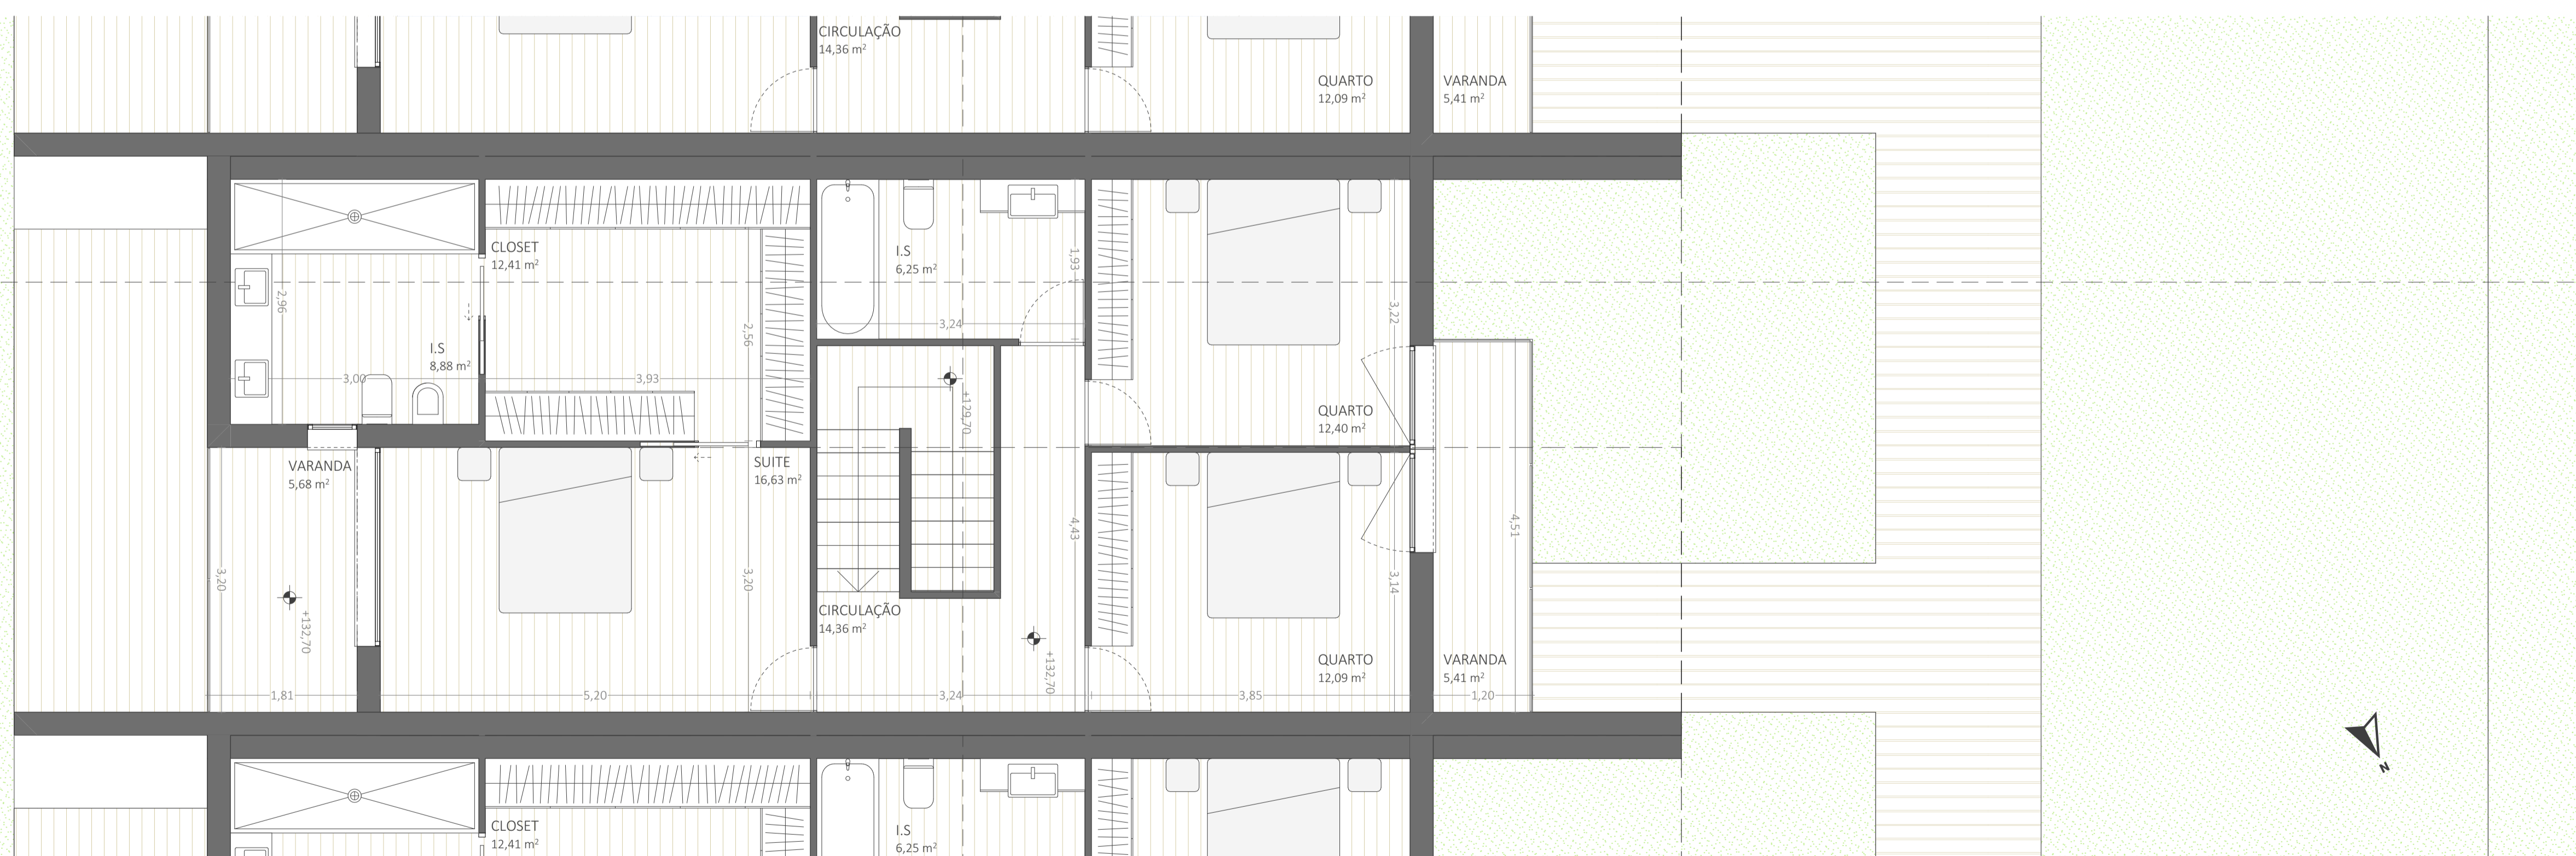 CIRCULAÇÃO
14,36 m²
QUARTO
12,09 m²
VARANDA
5,41 m²
CLOSET
12,41 m²
I.S
6,25 m²
1,93
3,24
2,96
2,56
3,22
I.S
8,88 m²
3,00
3,93
+129,70
QUARTO
12,40 m²
VARANDA
5,68 m²
SUITE
16,63 m²
4,43
4,51
3,20
3,20
3,14
+132,70
CIRCULAÇÃO
14,36 m²
+132,70
QUARTO
12,09 m²
VARANDA
5,41 m²
1,81
5,20
3,24
3,85
1,20
N
CLOSET
12,41 m²
I.S
6,25 m²